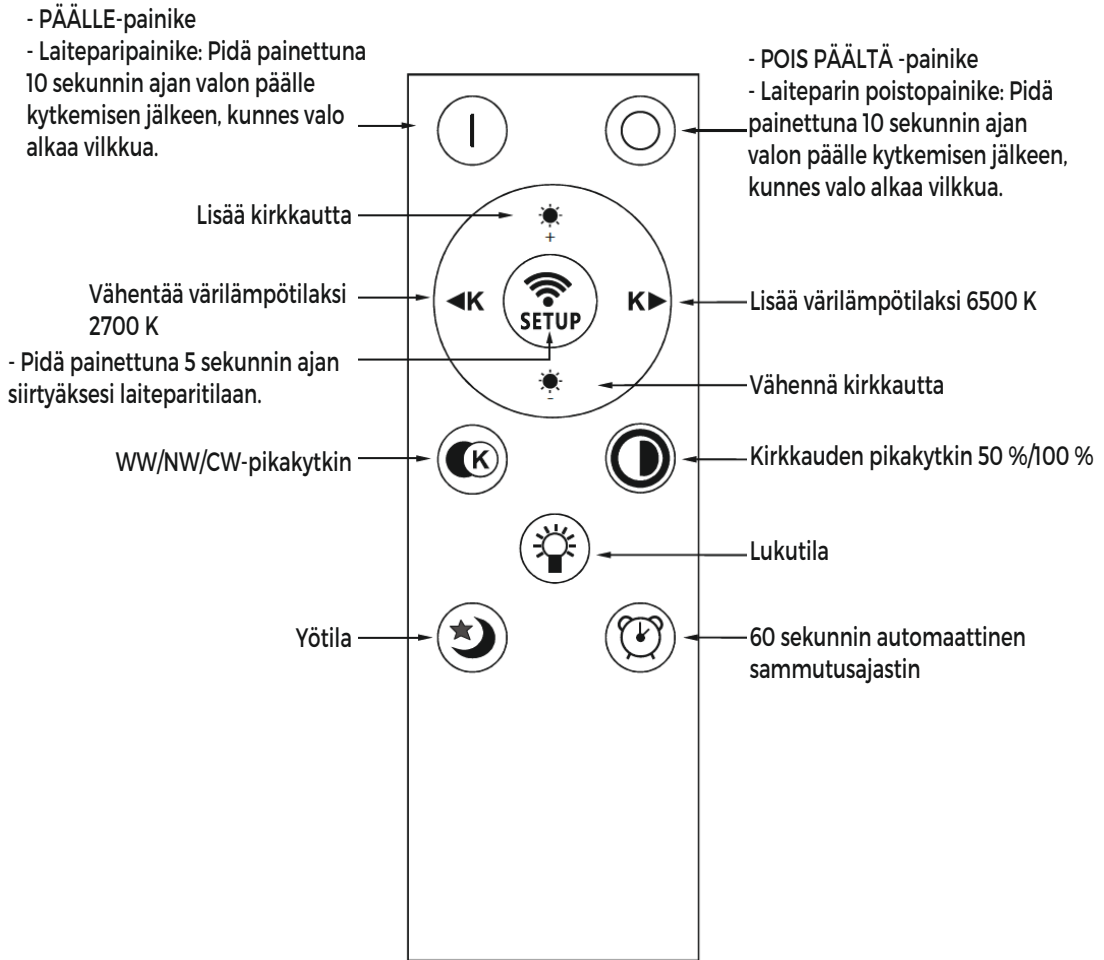 - PÄÄLLE-painike
- Laiteparipainike: Pidä painettuna
10 sekunnin ajan valon päälle
kytkemisen jälkeen, kunnes valo
alkaa vilkkua.
- POIS PÄÄLTÄ -painike
- Laiteparin poistopainike: Pidä
painettuna 10 sekunnin ajan
valon päälle kytkemisen jälkeen,
kunnes valo alkaa vilkkua.
Lisää kirkkautta
+
Vähentää värilämpötilaksi
2700 K
◀K
SETUP
K▶
Lisää värilämpötilaksi 6500 K
- Pidä painettuna 5 sekunnin ajan
siirtyäksesi laiteparitilaan.
-
Vähennä kirkkautta
WW/NW/CW-pikakytkin
K
Kirkkauden pikakytkin 50 %/100 %
Lukutila
Yötila
60 sekunnin automaattinen
sammutusajastin